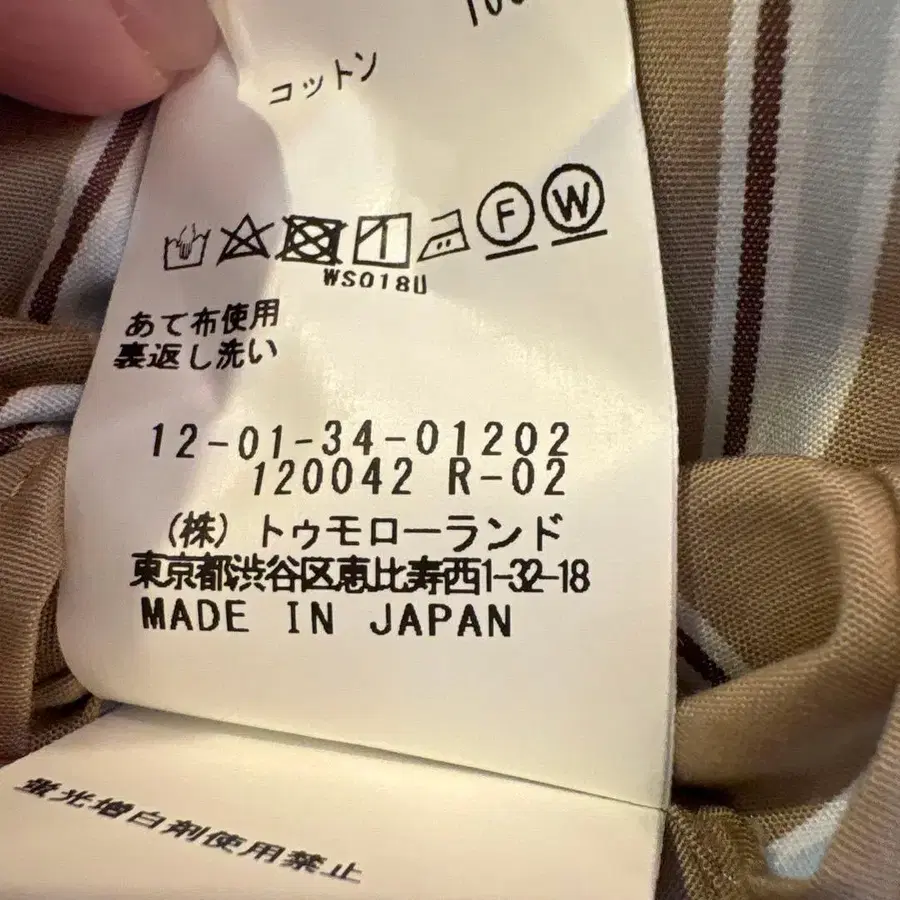 コットン
F W
WS018U
あて布使用
裏返し洗い
12-01-34-01202
120042 R-02
(株)トゥモローランド
東京都渋谷区恵比寿西1-32-18
MADE IN JAPAN
蛍光増白剤使用禁止